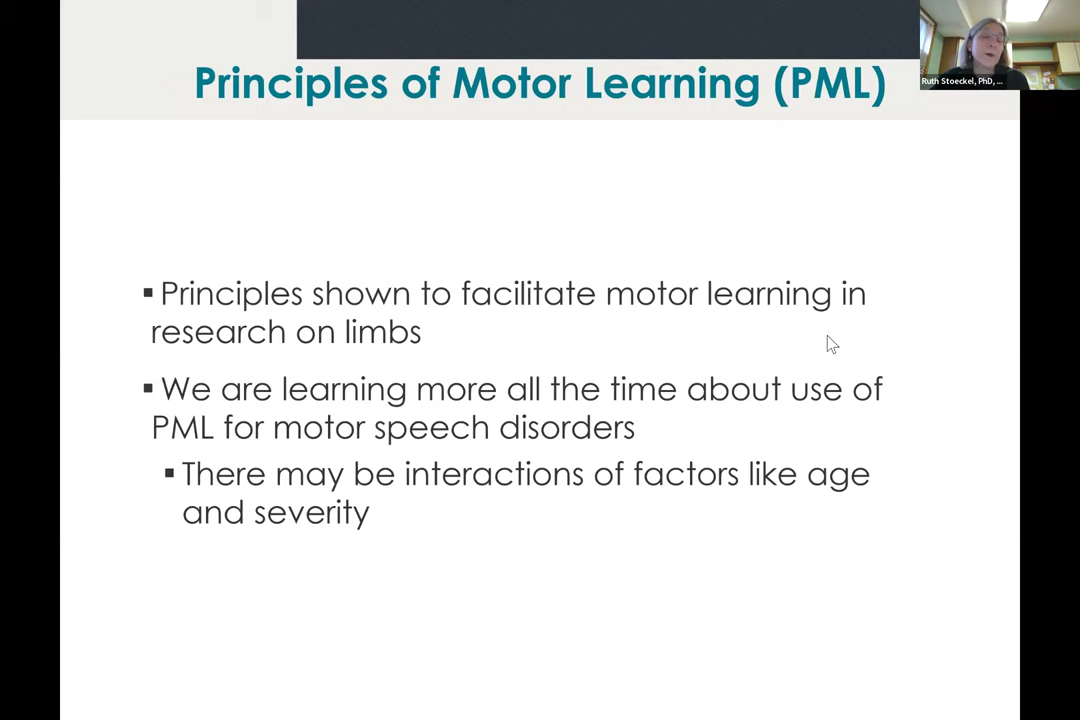 Principles of Motor Learning (PML)
Ruth Stoeckel, PhD, ...
▪ Principles shown to facilitate motor learning in
research on limbs
▪ We are learning more all the time about use of
PML for motor speech disorders
▪ There may be interactions of factors like age
and severity